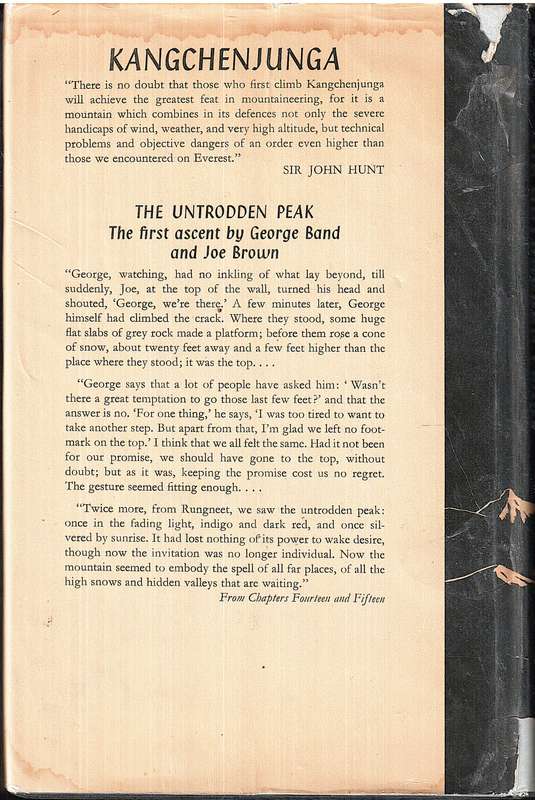 KANGCHENJUNGA
“There is no doubt that those who first climb Kangchenjunga
will achieve the greatest feat in mountaineering, for it is a
mountain which combines in its defences not only the severe
handicaps of wind, weather, and very high altitude, but technical
problems and objective dangers of an order even higher than
those we encountered on Everest.”
SIR JOHN HUNT
THE UNTRODDEN PEAK
The first ascent by George Band
and Joe Brown
“George, watching, had no inkling of what lay beyond, till
suddenly, Joe, at the top of the wall, turned his head and
shouted, ‘George, we’re there.’ A few minutes later, George
himself had climbed the crack. Where they stood, some huge
flat slabs of grey rock made a platform; before them rose a cone
of snow, about twenty feet away and a few feet higher than the
place where they stood; it was the top. . . .
“George says that a lot of people have asked him: ‘ Wasn’t
there a great temptation to go those last few feet?’ and that the
answer is no. ‘For one thing,’ he says, ‘I was too tired to want to
take another step. But apart from that, I’m glad we left no foot-
mark on the top.’ I think that we all felt the same. Had it not been
for our promise, we should have gone to the top, without
doubt; but as it was, keeping the promise cost us no regret.
The gesture seemed fitting enough. . . .
“Twice more, from Rungneet, we saw the untrodden peak:
once in the fading light, indigo and dark red, and once sil-
vered by sunrise. It had lost nothing of its power to wake desire,
though now the invitation was no longer individual. Now the
mountain seemed to embody the spell of all far places, of all the
high snows and hidden valleys that are waiting.”
From Chapters Fourteen and Fifteen